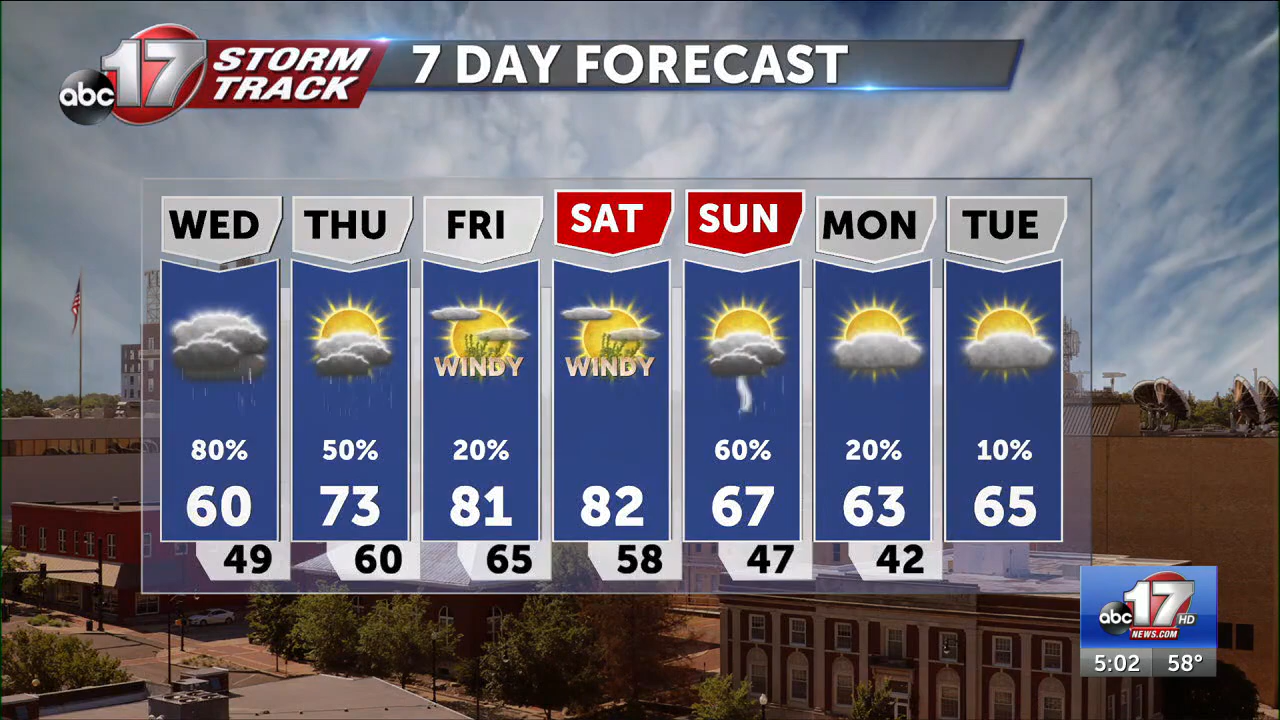 abc 17
STORM
TRACK
7 DAY FORECAST
WED THU FRI SAT SUN MON TUE
WINDY WINDY
80% 50% 20% 60% 20% 10%
60 73 81 82 67 63 65
49 60 65 58 47 42
abc 17 HD
NEWS.COM
5:02 58°